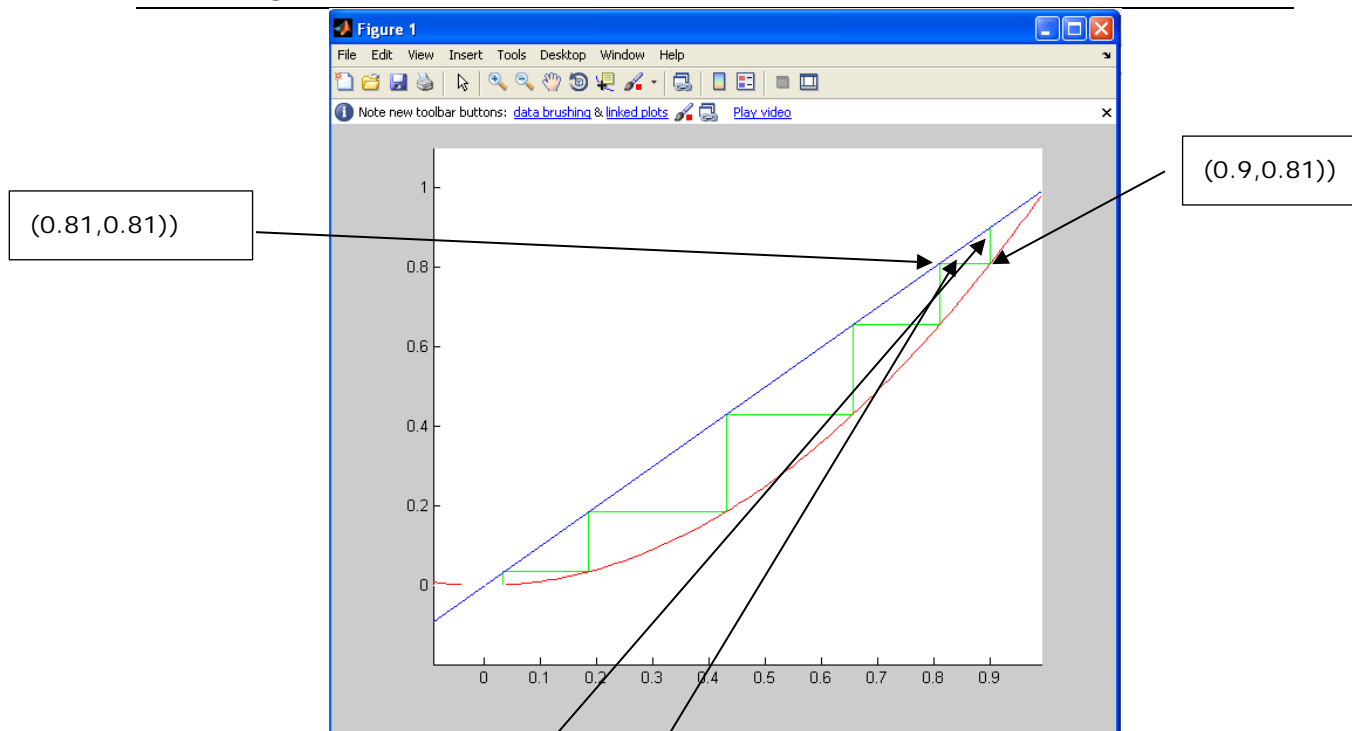 Figure 1
File Edit View Insert Tools Desktop Window Help
Note new toolbar buttons: data brushing & linked plots Play video
(0.9,0.81))
(0.81,0.81))
1
0.8
0.6
0.4
0.2
0
0 0.1 0.2 0.3 0.4 0.5 0.6 0.7 0.8 0.9